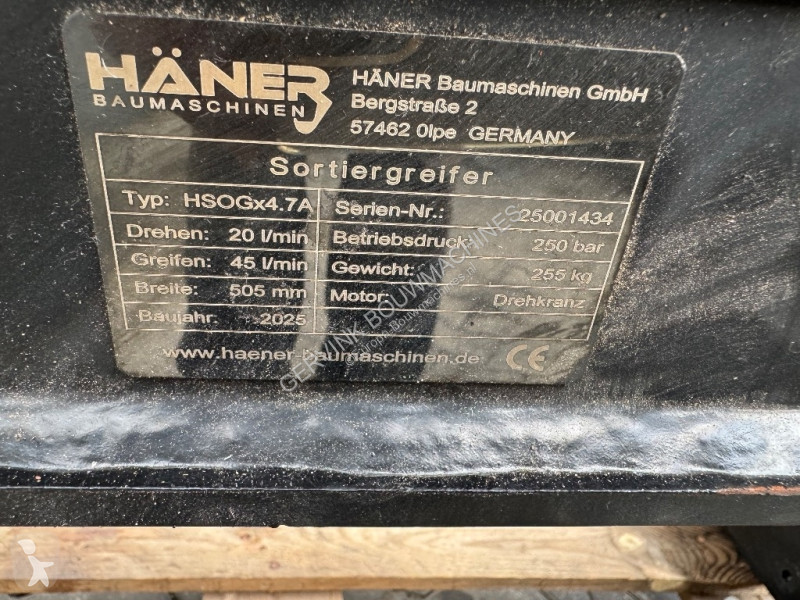 HÄNER
BAUMASCHINEN
HÄNER Baumaschinen GmbH
Bergstraße 2
57462 Olpe GERMANY
Sortiergreifer
Typ: HSOGx4.7A Serien-Nr.: 25001434
Drehen: 20 l/min Betriebsdruck: 250 bar
Greifen: 45 l/min Gewicht: 255 kg
Breite: 505 mm Motor: Drehkranz
Baujahr: 2025
www.haener-baumaschinen.de CE
GERVINK BOUWMACHINES